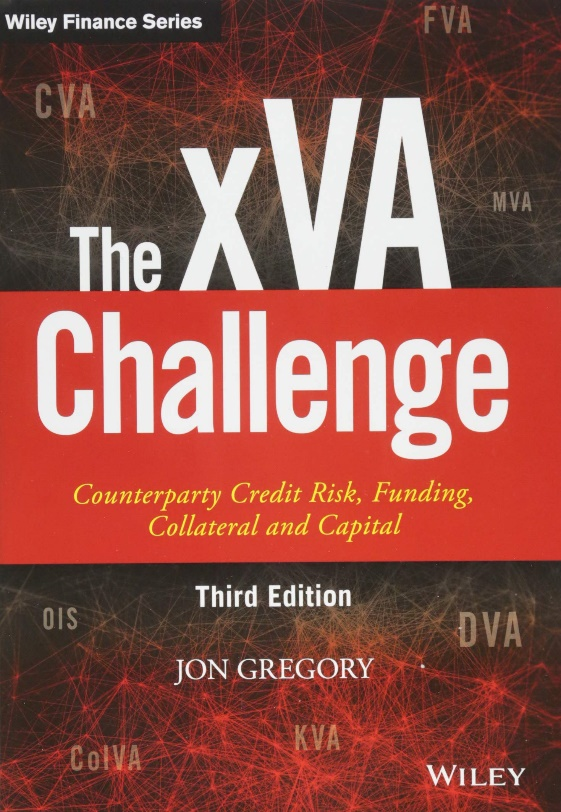 Wiley Finance Series
FVA
CVA
MVA
The xVA
Challenge
Counterparty Credit Risk, Funding,
Collateral and Capital
Third Edition
OIS
DVA
JON GREGORY
KVA
ColVA
WILEY